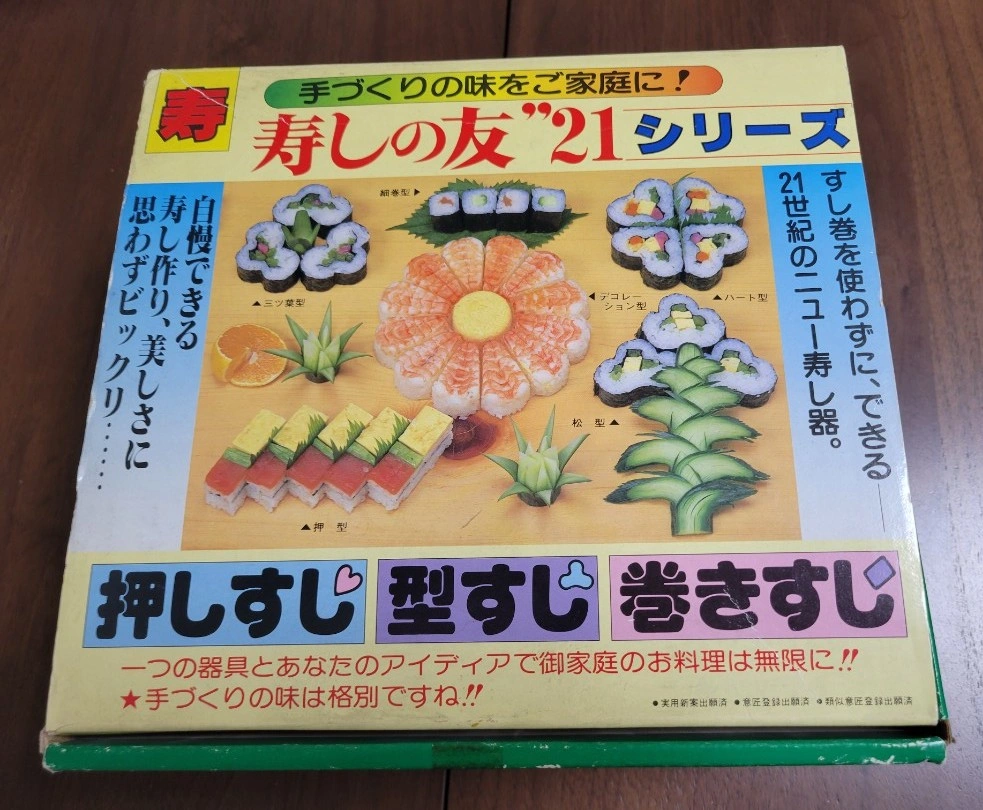 寿
手づくりの味をご家庭に!
寿しの友"21シリーズ
すし巻を使わずに、できる
21世紀のニュー寿し器。
自慢できる
寿し作り、美しさに
思わずビックリ……
細巻型▶
▲三ツ葉型
◀デコレー
ション型
▲ハート型
松 型▲
▲押 型
押しすし
型すし
巻きすし
一つの器具とあなたのアイディアで御家庭のお料理は無限に!!
★手づくりの味は格別ですね!!
●実用新案出願済 ●意匠登録出願済 ●類似意匠登録出願済